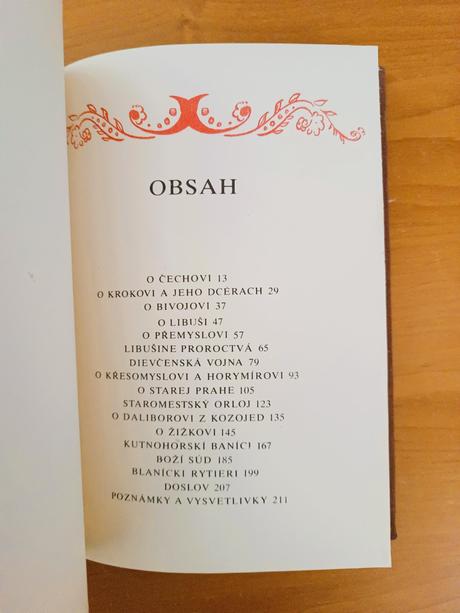 OBSAH
O ČECHOVI 13
O KROKOVI A JEHO DCÉRACH 29
O BIVOJOVI 37
O LIBUŠI 47
O PŘEMYSLOVI 57
LIBUŠINE PROROCTVÁ 65
DIEVČENSKÁ VOJNA 79
O KŘESOMYSLOVI A HORYMÍROVI 93
O STAREJ PRAHE 105
STAROMESTSKÝ ORLOJ 123
O DALIBOROVI Z KOZOJED 135
O ŽIŽKOVI 145
KUTNOHORSKÍ BANÍCI 167
BOŽÍ SÚD 185
BLANÍCKI RYTIERI 199
DOSLOV 207
POZNÁMKY A VYSVETLIVKY 211